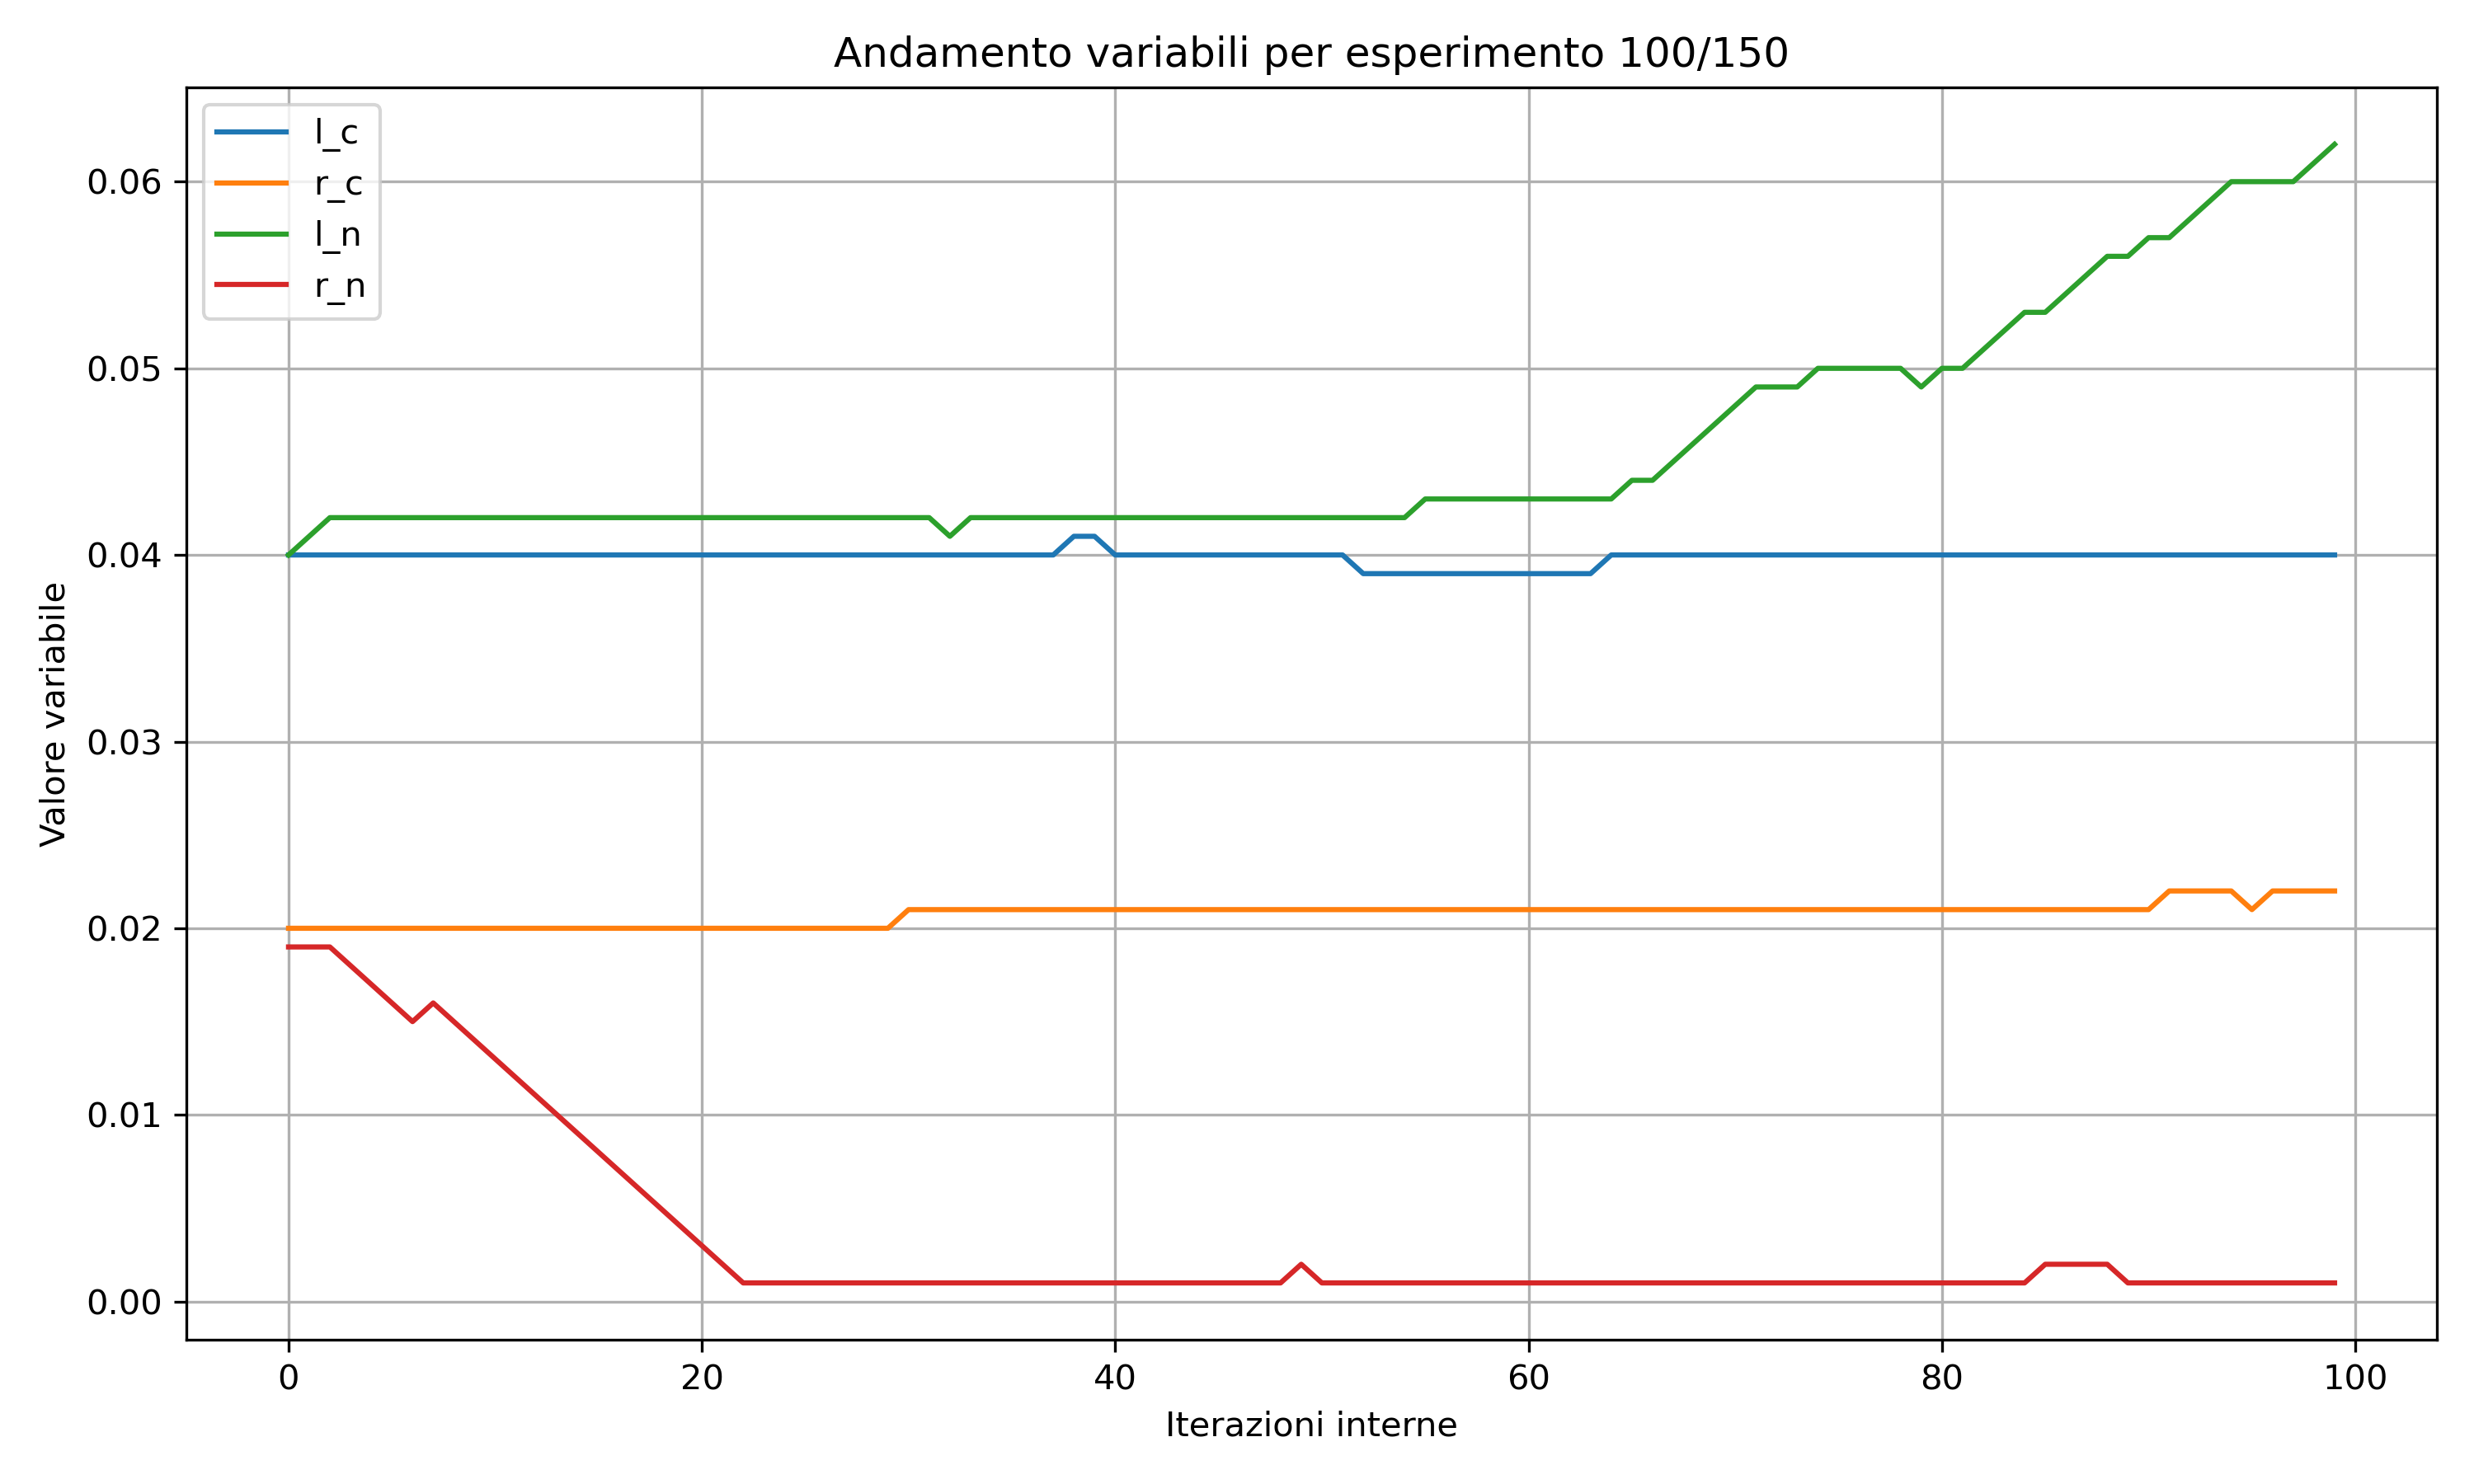 Andamento variabili per esperimento 100/150
l_c
r_c
l_n
r_n
Valore variabile
0.06
0.05
0.04
0.03
0.02
0.01
0.00
0 20 40 60 80 100
Iterazioni interne